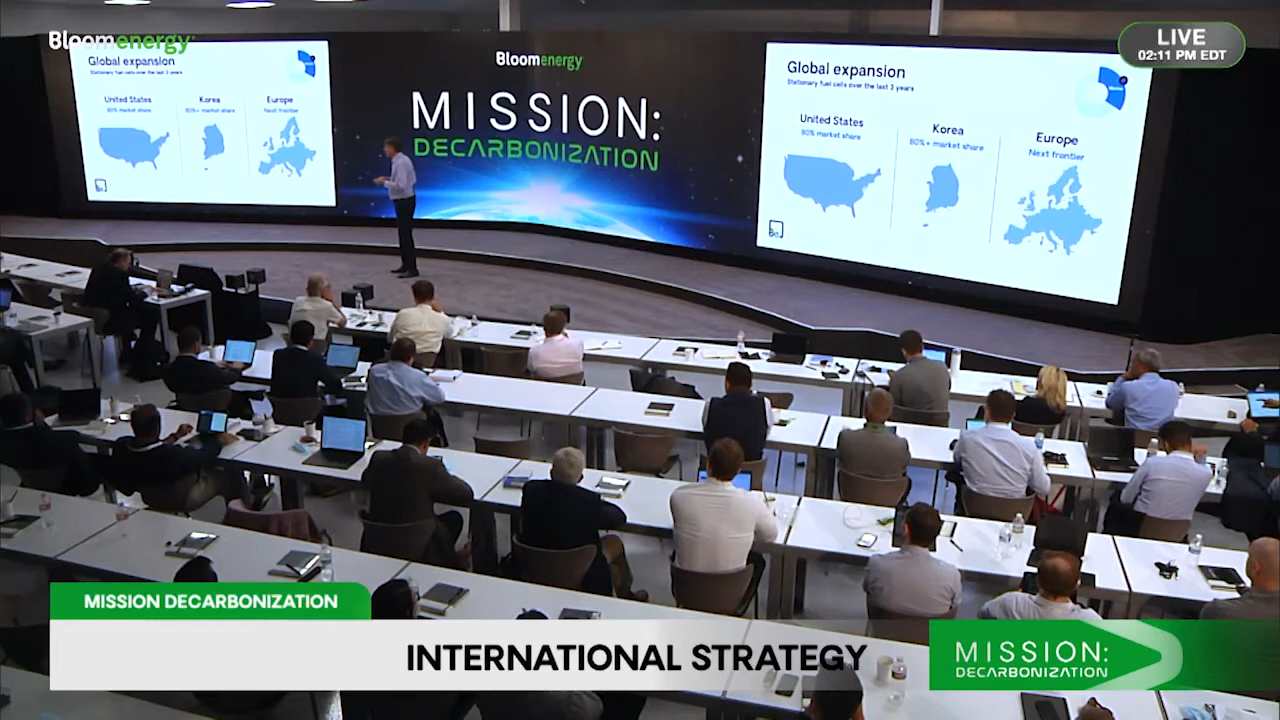 Bloomenergy
LIVE
02:11 PM EDT
Global expansion
Stationary fuel cells over the last 3 years
United States
80% market share
Korea
80%+ market share
Europe
Next frontier
Bloomenergy
MISSION:
DECARBONIZATION
Global expansion
Stationary fuel cells over the last 3 years
United States
80% market share
Korea
80%+ market share
Europe
Next frontier
MISSION DECARBONIZATION
INTERNATIONAL STRATEGY
MISSION:
DECARBONIZATION